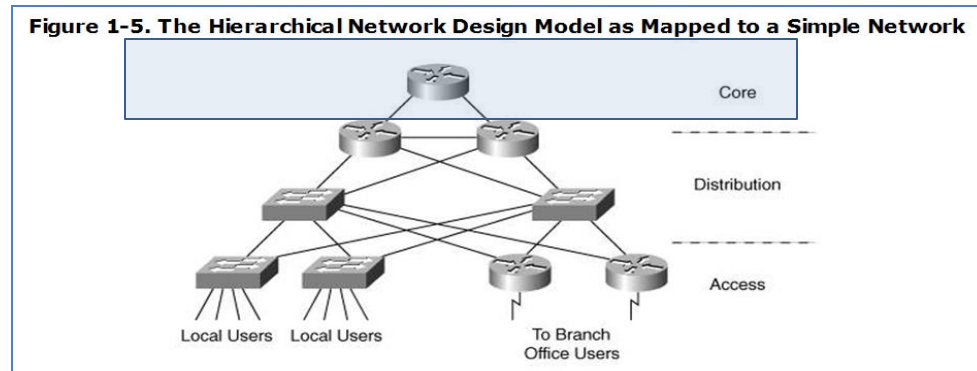 Figure 1-5. The Hierarchical Network Design Model as Mapped to a Simple Network
Core
Distribution
Access
Local Users
Local Users
To Branch
Office Users